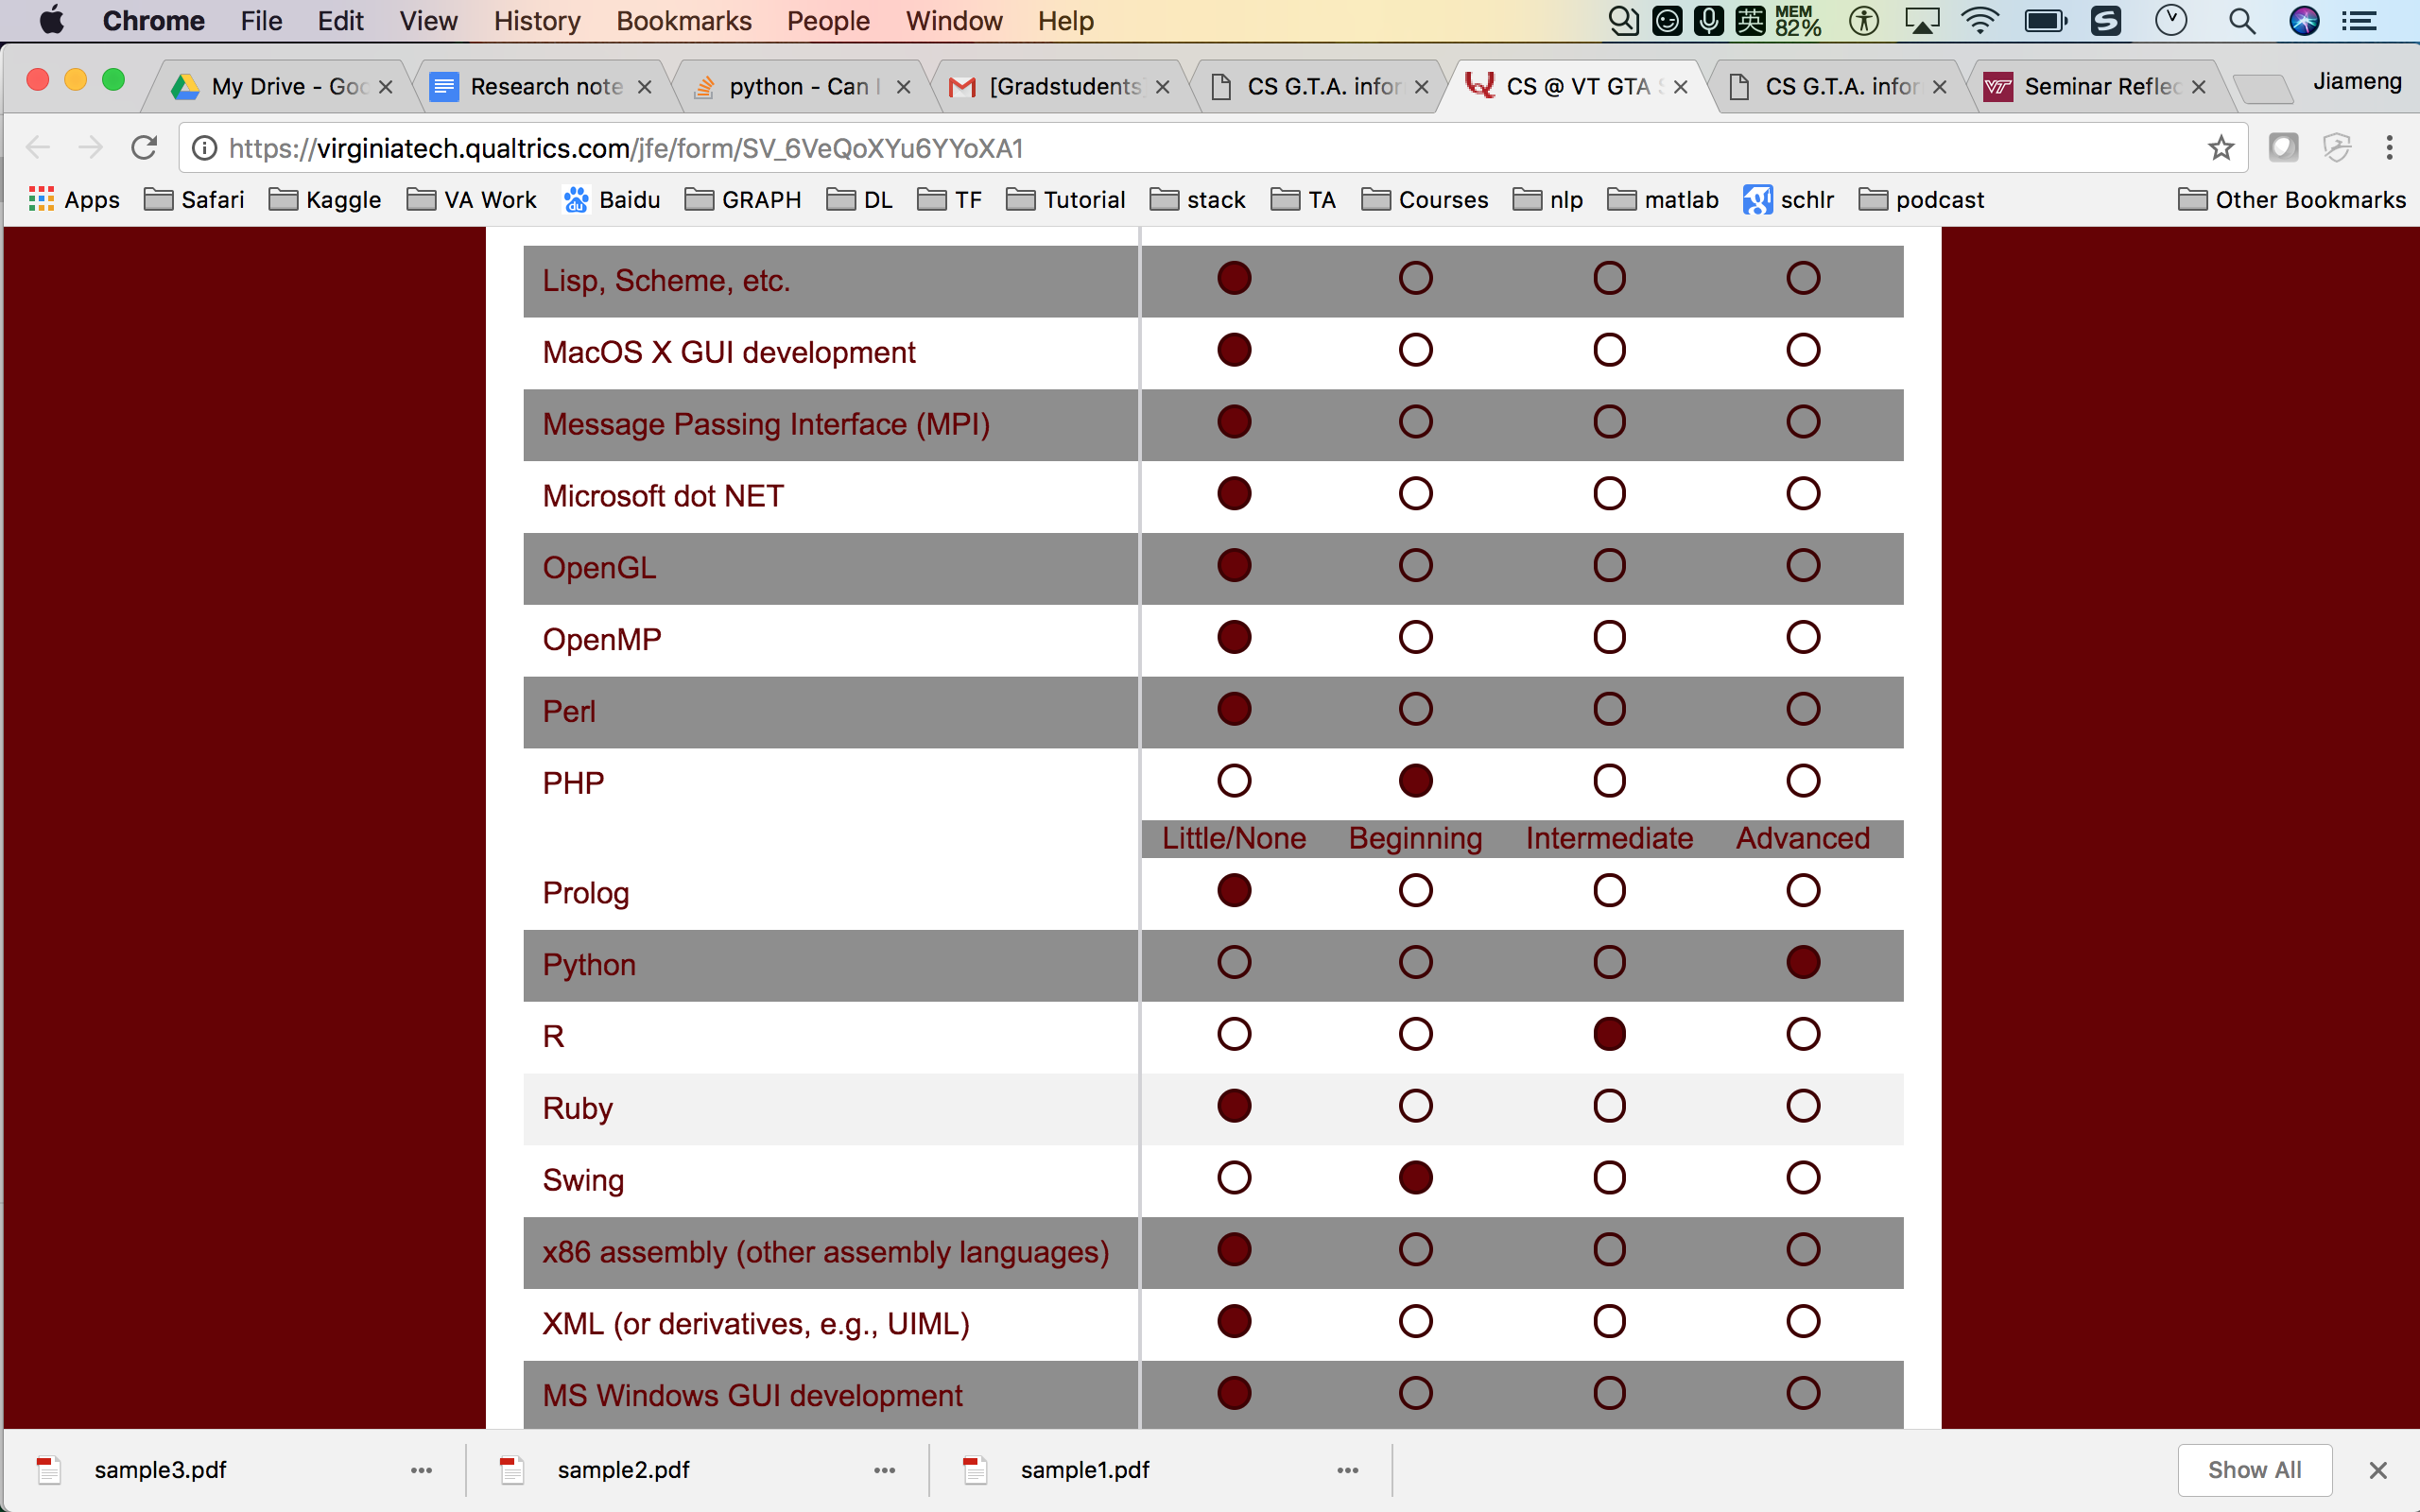 Chrome File Edit View History Bookmarks People Window Help 英 MEM 82%
My Drive - Goo Research note python - Can I [Gradstudents CS G.T.A. infor CS @ VT GTA S CS G.T.A. infor Seminar Reflec Jiameng
https://virginiatech.qualtrics.com/jfe/form/SV_6VeQoXYu6YYoXA1
Apps Safari Kaggle VA Work Baidu GRAPH DL TF Tutorial stack TA Courses nlp matlab schlr podcast Other Bookmarks
Lisp, Scheme, etc.
MacOS X GUI development
Message Passing Interface (MPI)
Microsoft dot NET
OpenGL
OpenMP
Perl
PHP
Little/None Beginning Intermediate Advanced
Prolog
Python
R
Ruby
Swing
x86 assembly (other assembly languages)
XML (or derivatives, e.g., UIML)
MS Windows GUI development
sample3.pdf sample2.pdf sample1.pdf Show All